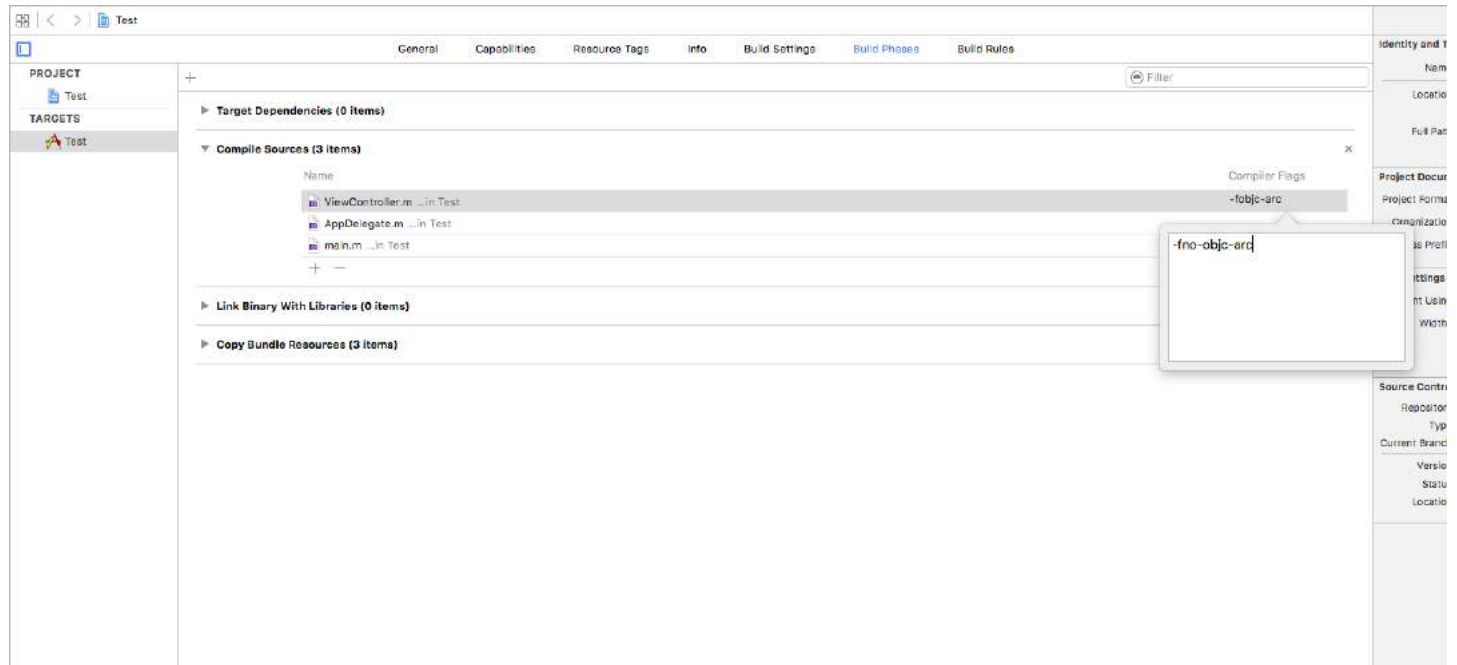 Test
General Capabilities Resource Tags Info Build Settings Build Phases Build Rules
PROJECT
Test
TARGETS
Test
Filter
Target Dependencies (0 items)
Compile Sources (3 items)
Name Compiler Flags
ViewController.m ...in Test -fobjc-arc
AppDelegate.m ...in Test
main.m ...in Test
-fno-objc-arc
Link Binary With Libraries (0 items)
Copy Bundle Resources (3 items)
Identity and T
Nam
Locatio
Full Pat
Project Docum
Project Forma
Organizatio
ss Prefi
ttings
nt Usin
Width
Source Contr
Repositor
Typ
Current Branc
Versio
Statu
Locatio